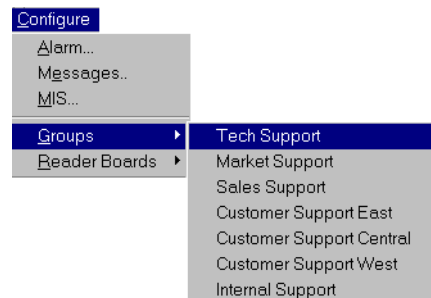 Configure
Alarm...
Messages..
MIS...
Groups
Reader Boards
Tech Support
Market Support
Sales Support
Customer Support East
Customer Support Central
Customer Support West
Internal Support